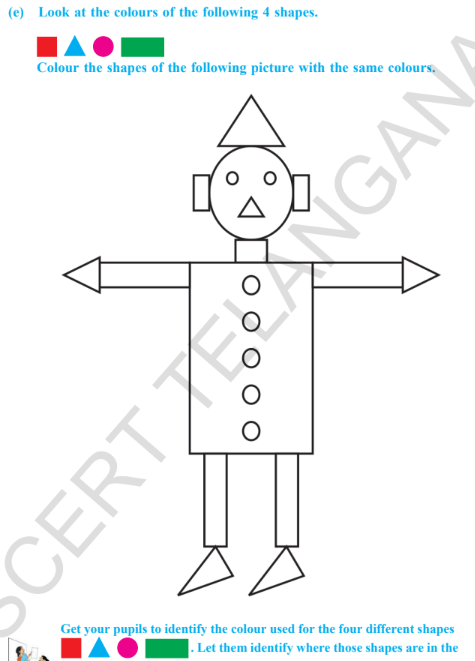 (e) Look at the colours of the following 4 shapes.
Colour the shapes of the following picture with the same colours.
SCERT TELANGANA
Get your pupils to identify the colour used for the four different shapes
. Let them identify where those shapes are in the